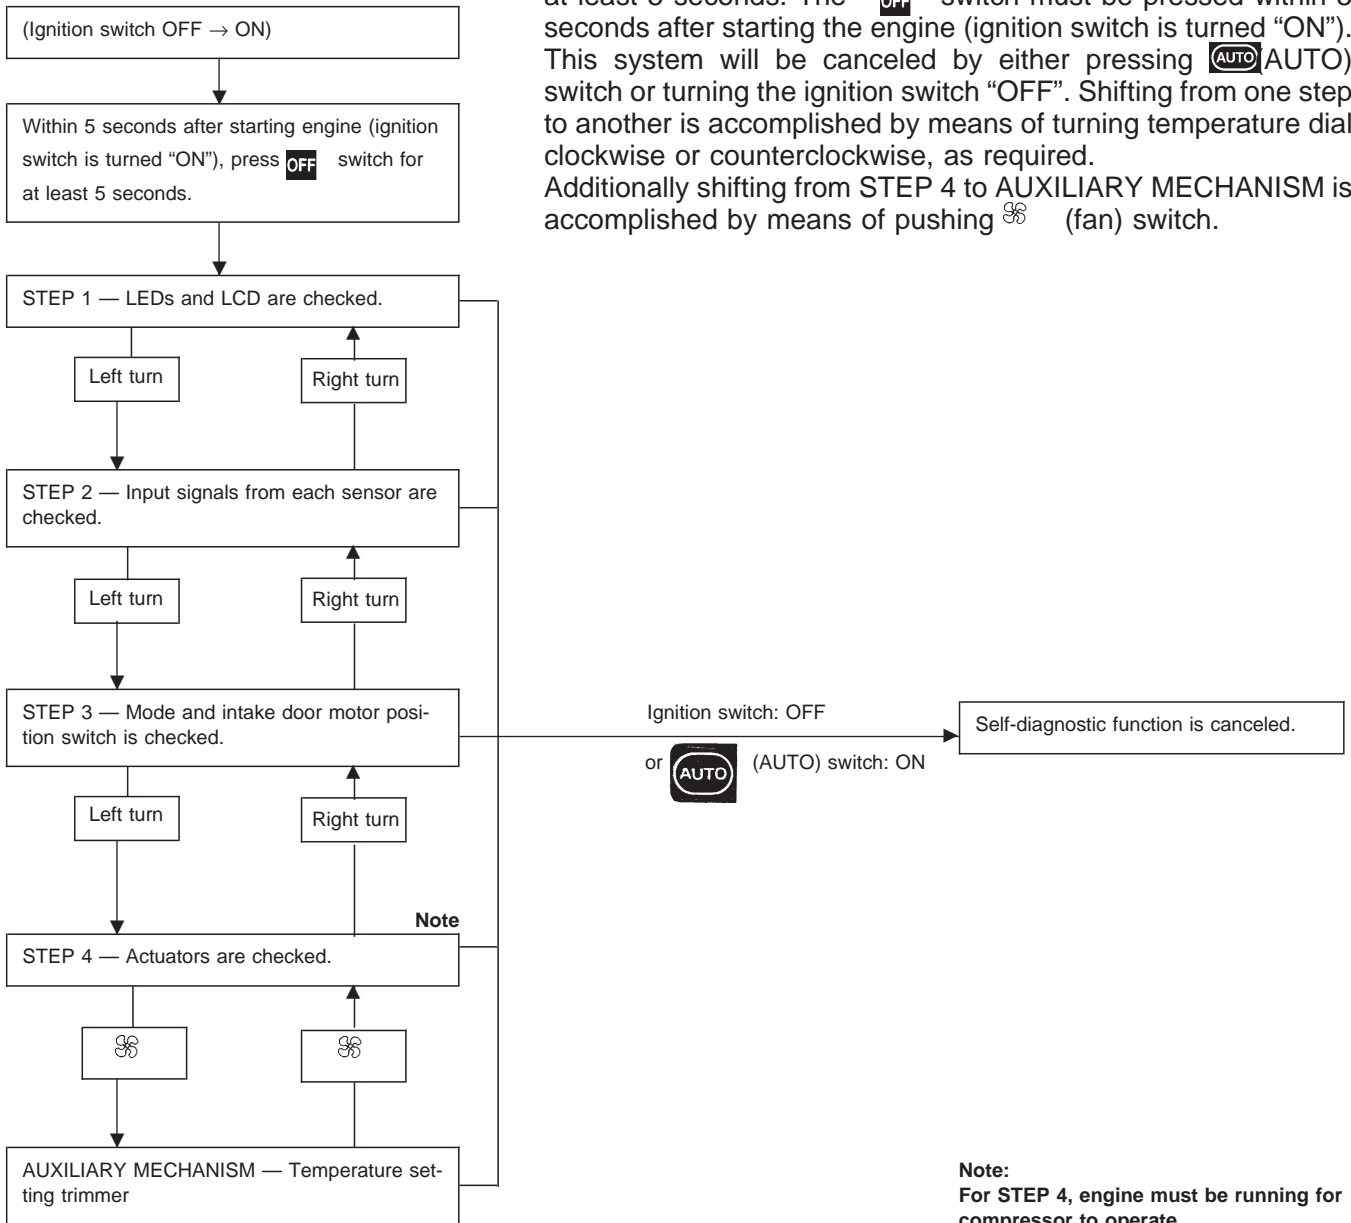 (Ignition switch OFF → ON)
Within 5 seconds after starting engine (ignition
switch is turned “ON”), press OFF switch for
at least 5 seconds.
STEP 1 — LEDs and LCD are checked.
Left turn
Right turn
STEP 2 — Input signals from each sensor are
checked.
Left turn
Right turn
STEP 3 — Mode and intake door motor posi-
tion switch is checked.
Left turn
Right turn
Note
STEP 4 — Actuators are checked.
AUXILIARY MECHANISM — Temperature set-
ting trimmer
at least 5 seconds. The OFF switch must be pressed within 5
seconds after starting the engine (ignition switch is turned “ON”).
This system will be canceled by either pressing AUTO (AUTO)
switch or turning the ignition switch “OFF”. Shifting from one step
to another is accomplished by means of turning temperature dial
clockwise or counterclockwise, as required.
Additionally shifting from STEP 4 to AUXILIARY MECHANISM is
accomplished by means of pushing (fan) switch.
Ignition switch: OFF
or AUTO (AUTO) switch: ON
Self-diagnostic function is canceled.
Note:
For STEP 4, engine must be running for
compressor to operate.